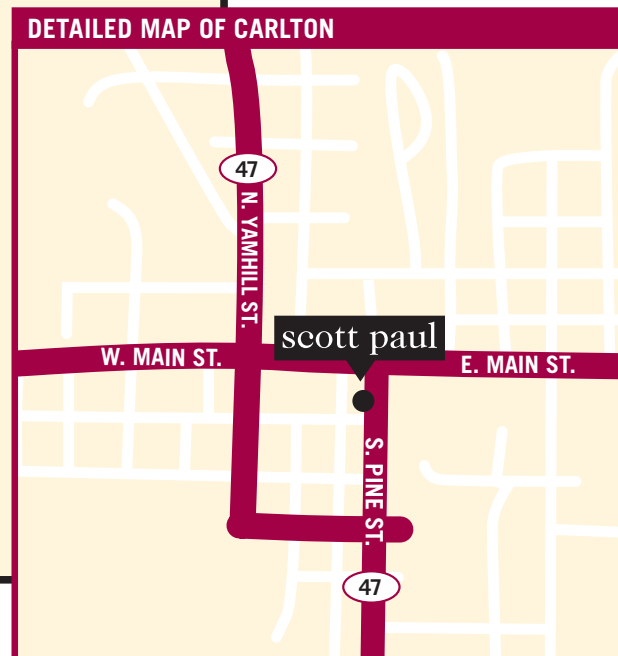 DETAILED MAP OF CARLTON
47
N. YAMHILL ST.
scott paul
W. MAIN ST.
E. MAIN ST.
S. PINE ST.
47